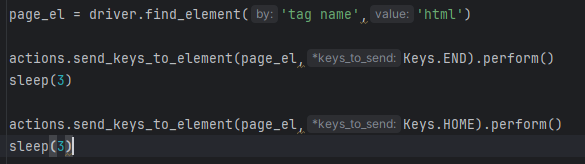 page_el = driver.find_element( by: 'tag name', value: 'html')
actions.send_keys_to_element(page_el, *keys_to_send: Keys.END).perform()
sleep(3)
actions.send_keys_to_element(page_el, *keys_to_send: Keys.HOME).perform()
sleep(3)